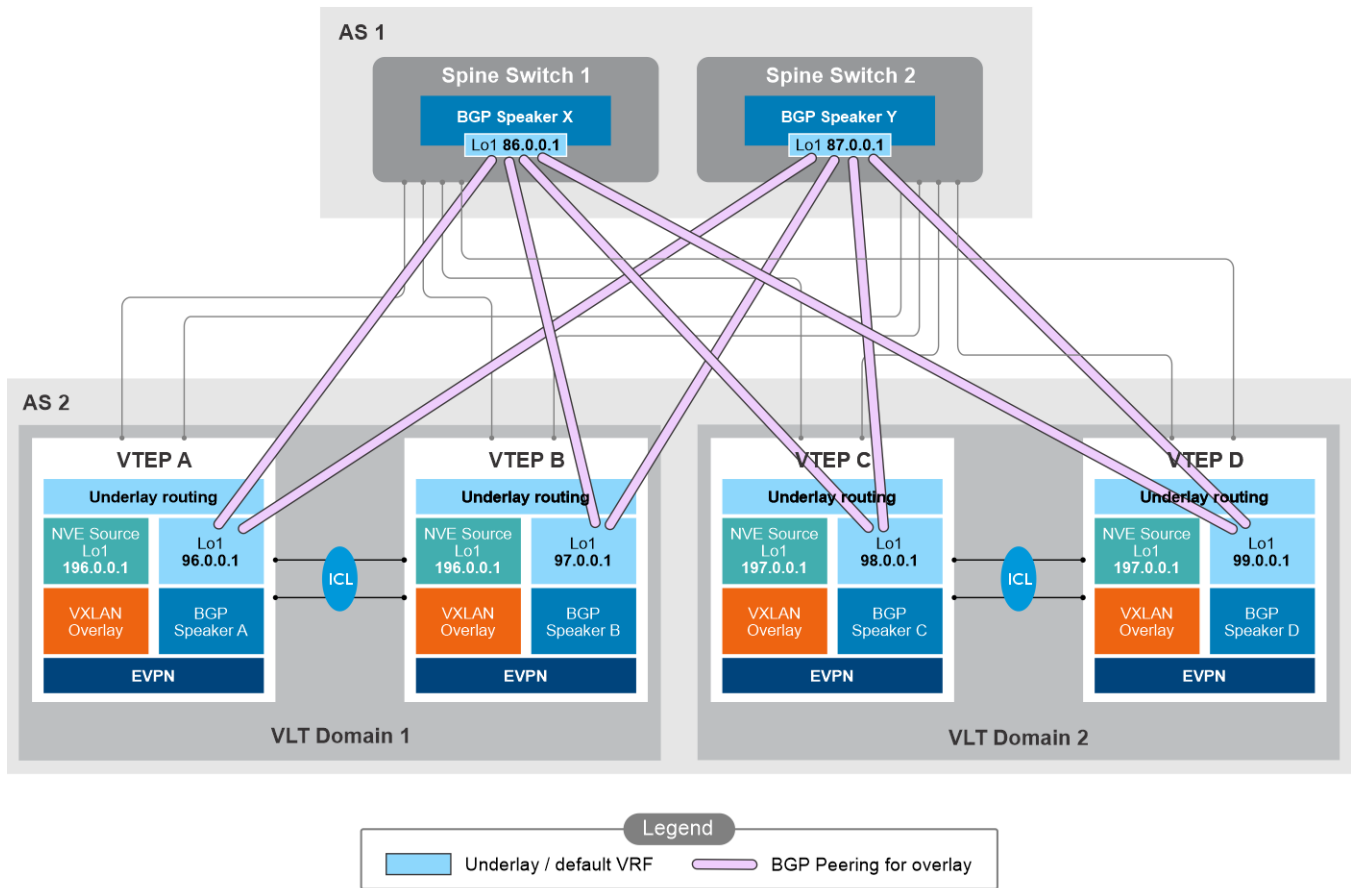 AS 1
Spine Switch 1
BGP Speaker X
Lo1 86.0.0.1
Spine Switch 2
BGP Speaker Y
Lo1 87.0.0.1
AS 2
VTEP A
Underlay routing
NVE Source
Lo1
196.0.0.1
Lo1
96.0.0.1
VXLAN
Overlay
BGP
Speaker A
EVPN
ICL
VTEP B
Underlay routing
NVE Source
Lo1
196.0.0.1
Lo1
97.0.0.1
VXLAN
Overlay
BGP
Speaker B
EVPN
VLT Domain 1
VTEP C
Underlay routing
NVE Source
Lo1
197.0.0.1
Lo1
98.0.0.1
VXLAN
Overlay
BGP
Speaker C
EVPN
ICL
VTEP D
Underlay routing
NVE Source
Lo1
197.0.0.1
Lo1
99.0.0.1
VXLAN
Overlay
BGP
Speaker D
EVPN
VLT Domain 2
Legend
Underlay / default VRF
BGP Peering for overlay